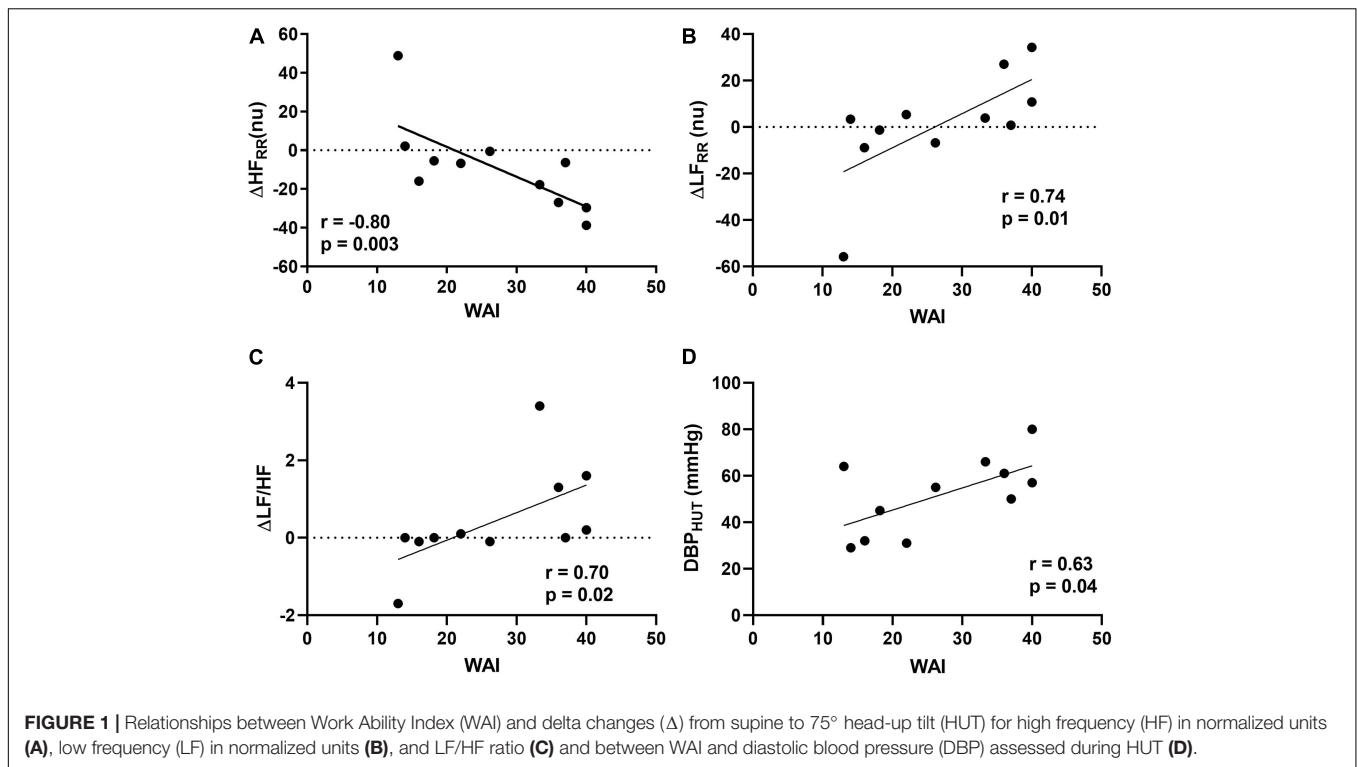 A
60
40
20
0
-20
-40
-60
ΔHFRR(nu)
r = -0.80
p = 0.003
0 10 20 30 40 50
WAI
B
40
20
0
-20
-40
-60
ΔLFRR(nu)
r = 0.74
p = 0.01
0 10 20 30 40 50
WAI
C
4
2
0
-2
ΔLF/HF
r = 0.70
p = 0.02
0 10 20 30 40 50
WAI
D
100
80
60
40
20
0
DBPHUT (mmHg)
r = 0.63
p = 0.04
0 10 20 30 40 50
WAI
FIGURE 1 | Relationships between Work Ability Index (WAI) and delta changes (Δ) from supine to 75° head-up tilt (HUT) for high frequency (HF) in normalized units
(A), low frequency (LF) in normalized units (B), and LF/HF ratio (C) and between WAI and diastolic blood pressure (DBP) assessed during HUT (D).